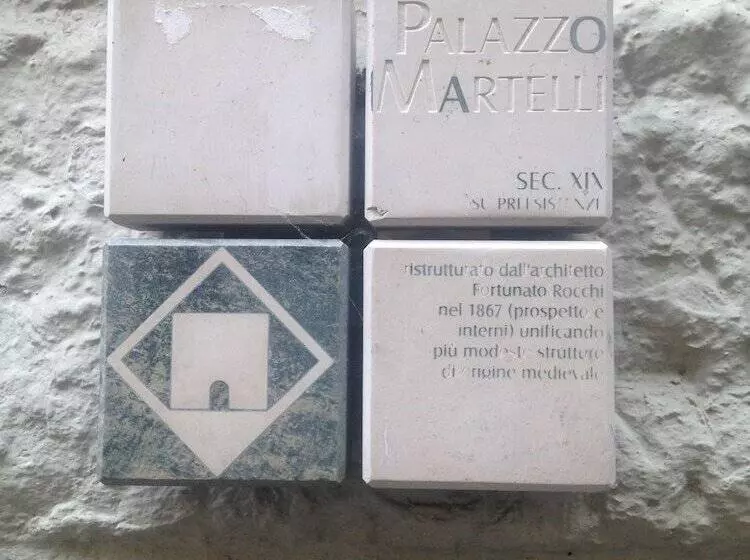 PALAZZO
MARTELLI
SEC. XIX
SU PREESISTENZE
ristrutturato dall'architetto
Fortunato Rocchi
nel 1867 (prospetto e
interni) unificando
più modeste strutture
di origine medievale